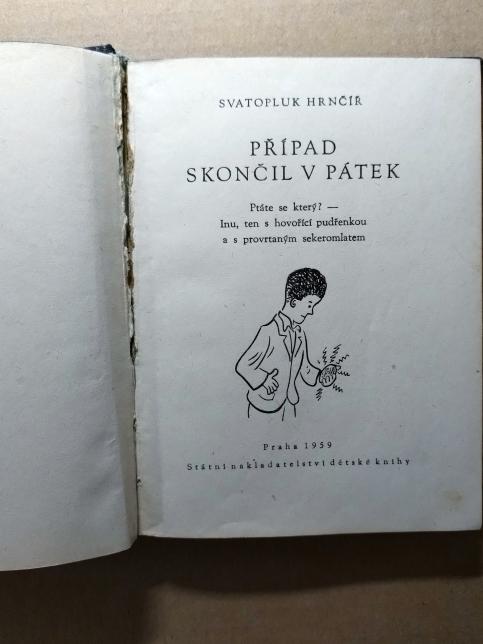 SVATOPLUK HRNČÍŘ
PŘÍPAD
SKONČIL V PÁTEK
Ptáte se který? —
Inu, ten s hovořící pudřenkou
a s provrtaným sekeromlatem
Praha 1959
Státní nakladatelství dětské knihy